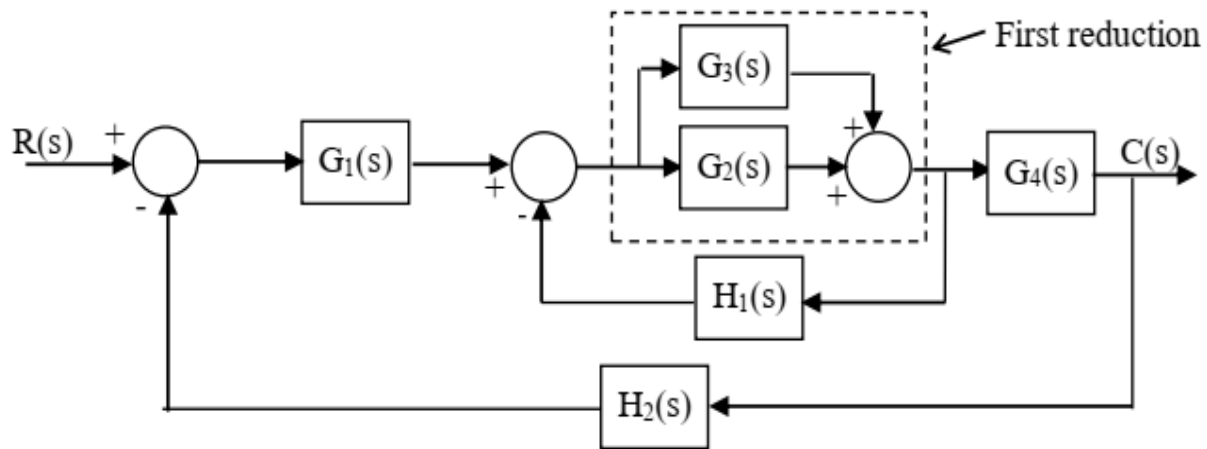 First reduction
G₃(s)
R(s)
+
G₁(s)
+
-
G₂(s)
+
+
G₄(s)
C(s)
-
H₁(s)
H₂(s)